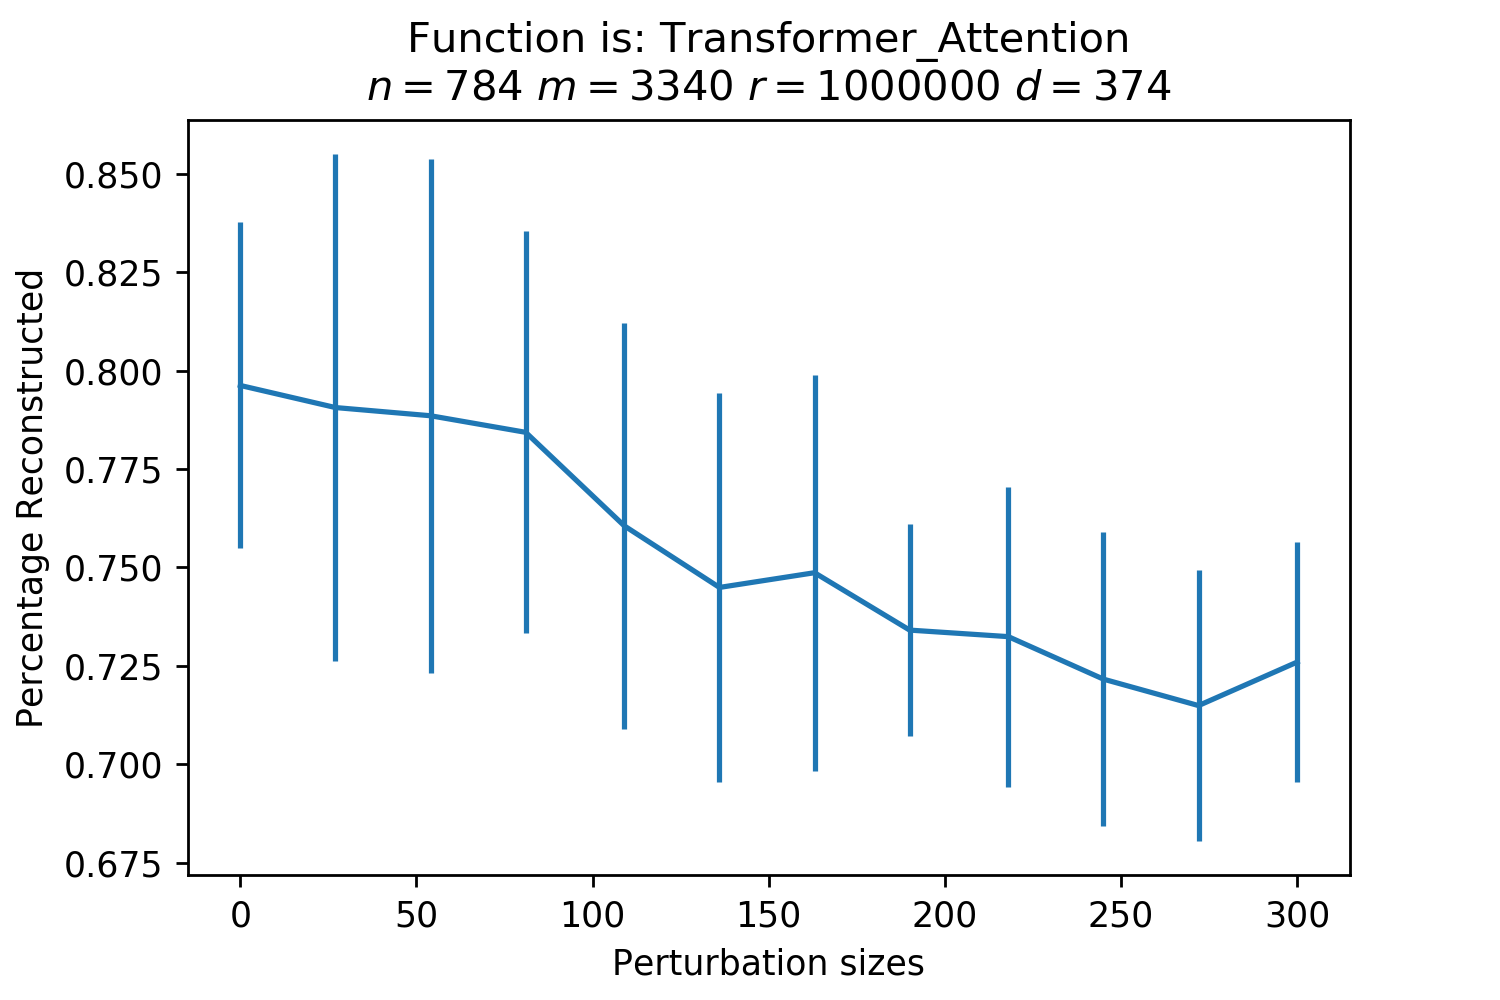 Function is: Transformer_Attention
n = 784 m = 3340 r = 1000000 d = 374
0.850
0.825
0.800
0.775
0.750
0.725
0.700
0.675
Percentage Reconstructed
0 50 100 150 200 250 300
Perturbation sizes